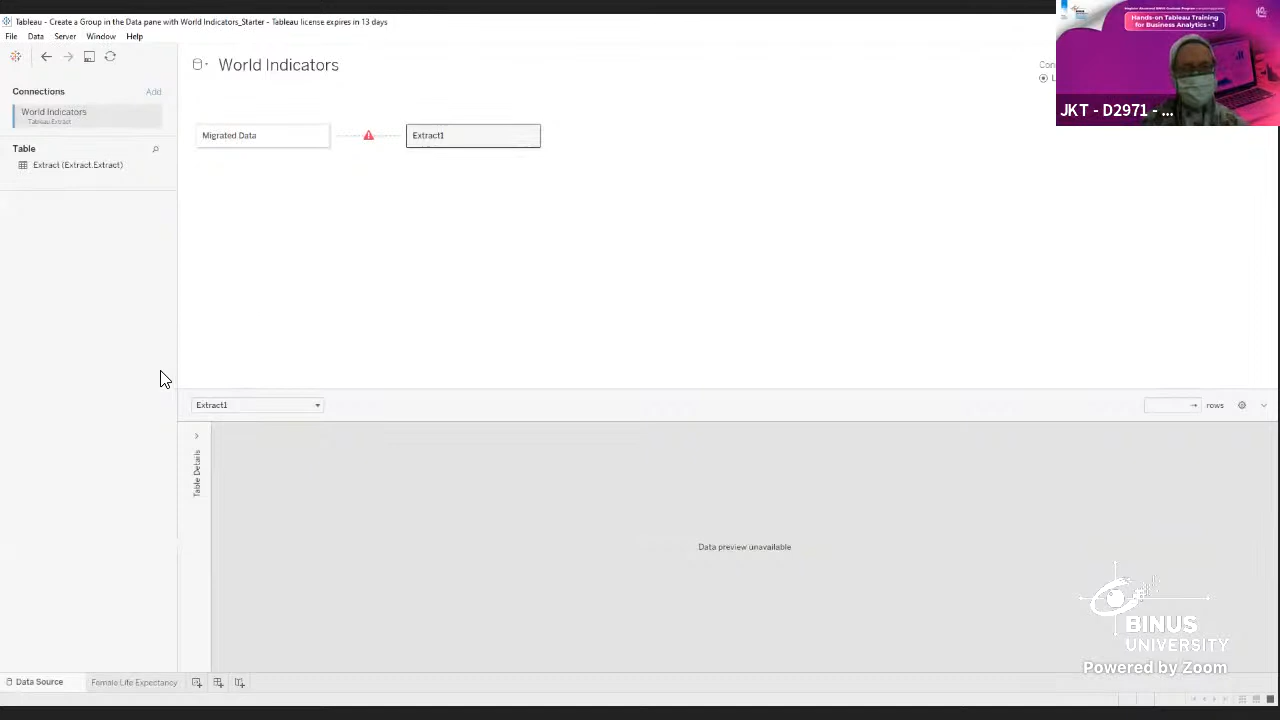 Tableau - Create a Group in the Data pane with World Indicators_Starter - Tableau license expires in 13 days
File Data Server Window Help
Connections Add
World Indicators
Tableau Extract
Table
Extract (Extract.Extract)
World Indicators
Con
Migrated Data
Extract1
Extract1
rows
Table Details
Data preview unavailable
Data Source
Female Life Expectancy
Hands-on Tableau Training
for Business Analytics - 1
JKT - D2971 - ...
BINUS
UNIVERSITY
Powered by Zoom